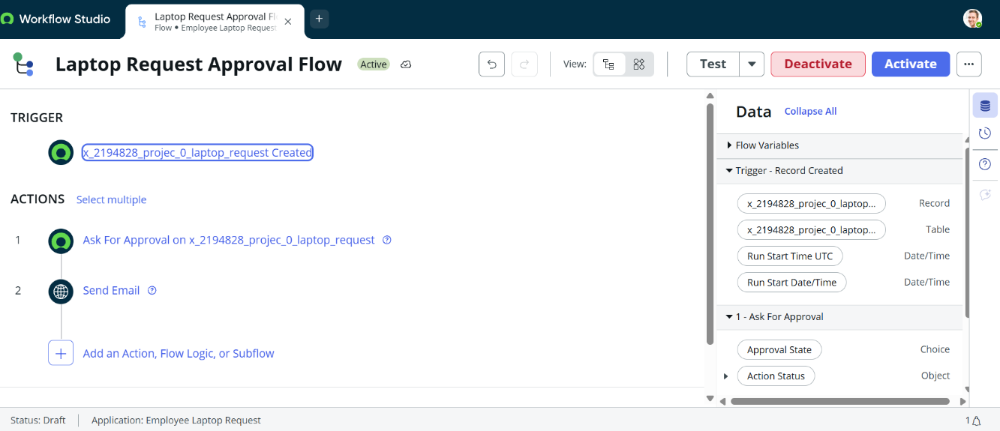 Workflow Studio
Laptop Request Approval Fl
Flow • Employee Laptop Request
Laptop Request Approval Flow
Active
View:
Test
Deactivate
Activate
TRIGGER
x_2194828_projec_0_laptop_request Created
ACTIONS Select multiple
1 Ask For Approval on x_2194828_projec_0_laptop_request
2 Send Email
Add an Action, Flow Logic, or Subflow
Data Collapse All
Flow Variables
Trigger - Record Created
x_2194828_projec_0_laptop... Record
x_2194828_projec_0_laptop... Table
Run Start Time UTC Date/Time
Run Start Date/Time Date/Time
1 - Ask For Approval
Approval State Choice
Action Status Object
Status: Draft Application: Employee Laptop Request
1